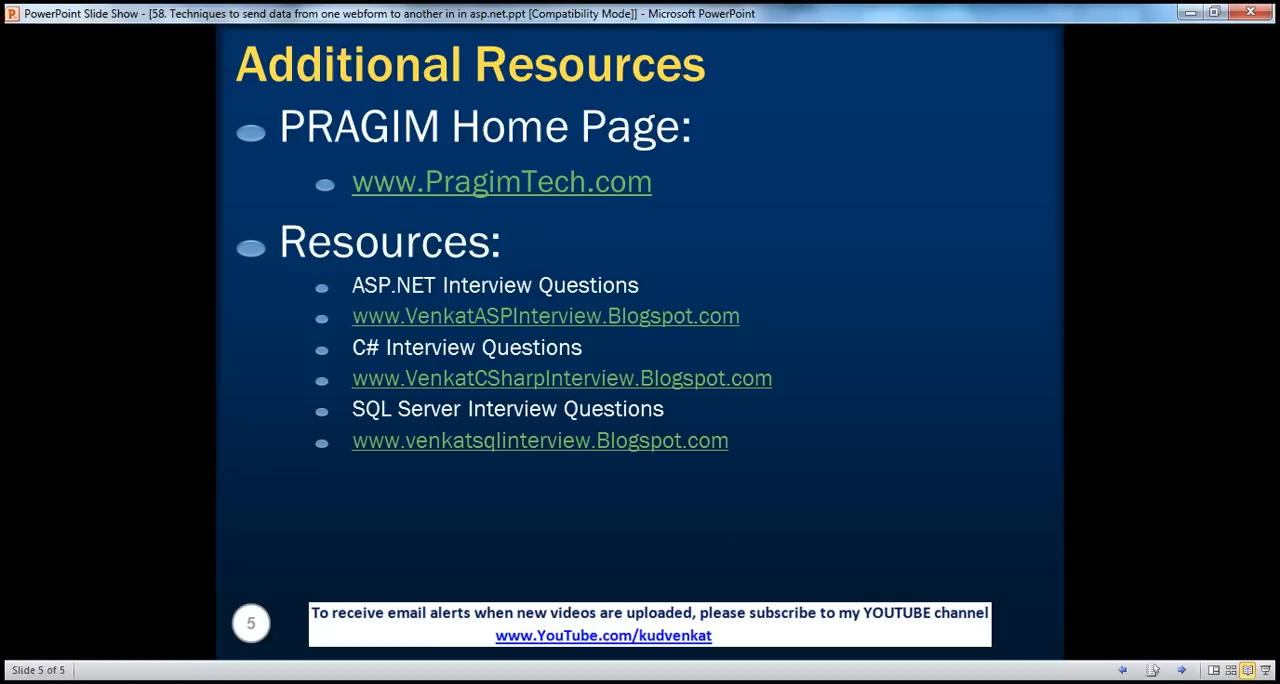 PowerPoint Slide Show - [58. Techniques to send data from one webform to another in in asp.net.ppt [Compatibility Mode]] - Microsoft PowerPoint
Additional Resources
PRAGIM Home Page:
www.PragimTech.com
Resources:
ASP.NET Interview Questions
www.VenkatASPInterview.Blogspot.com
C# Interview Questions
www.VenkatCSharpInterview.Blogspot.com
SQL Server Interview Questions
www.venkatsqlinterview.Blogspot.com
5
To receive email alerts when new videos are uploaded, please subscribe to my YOUTUBE channel
www.YouTube.com/kudvenkat
Slide 5 of 5